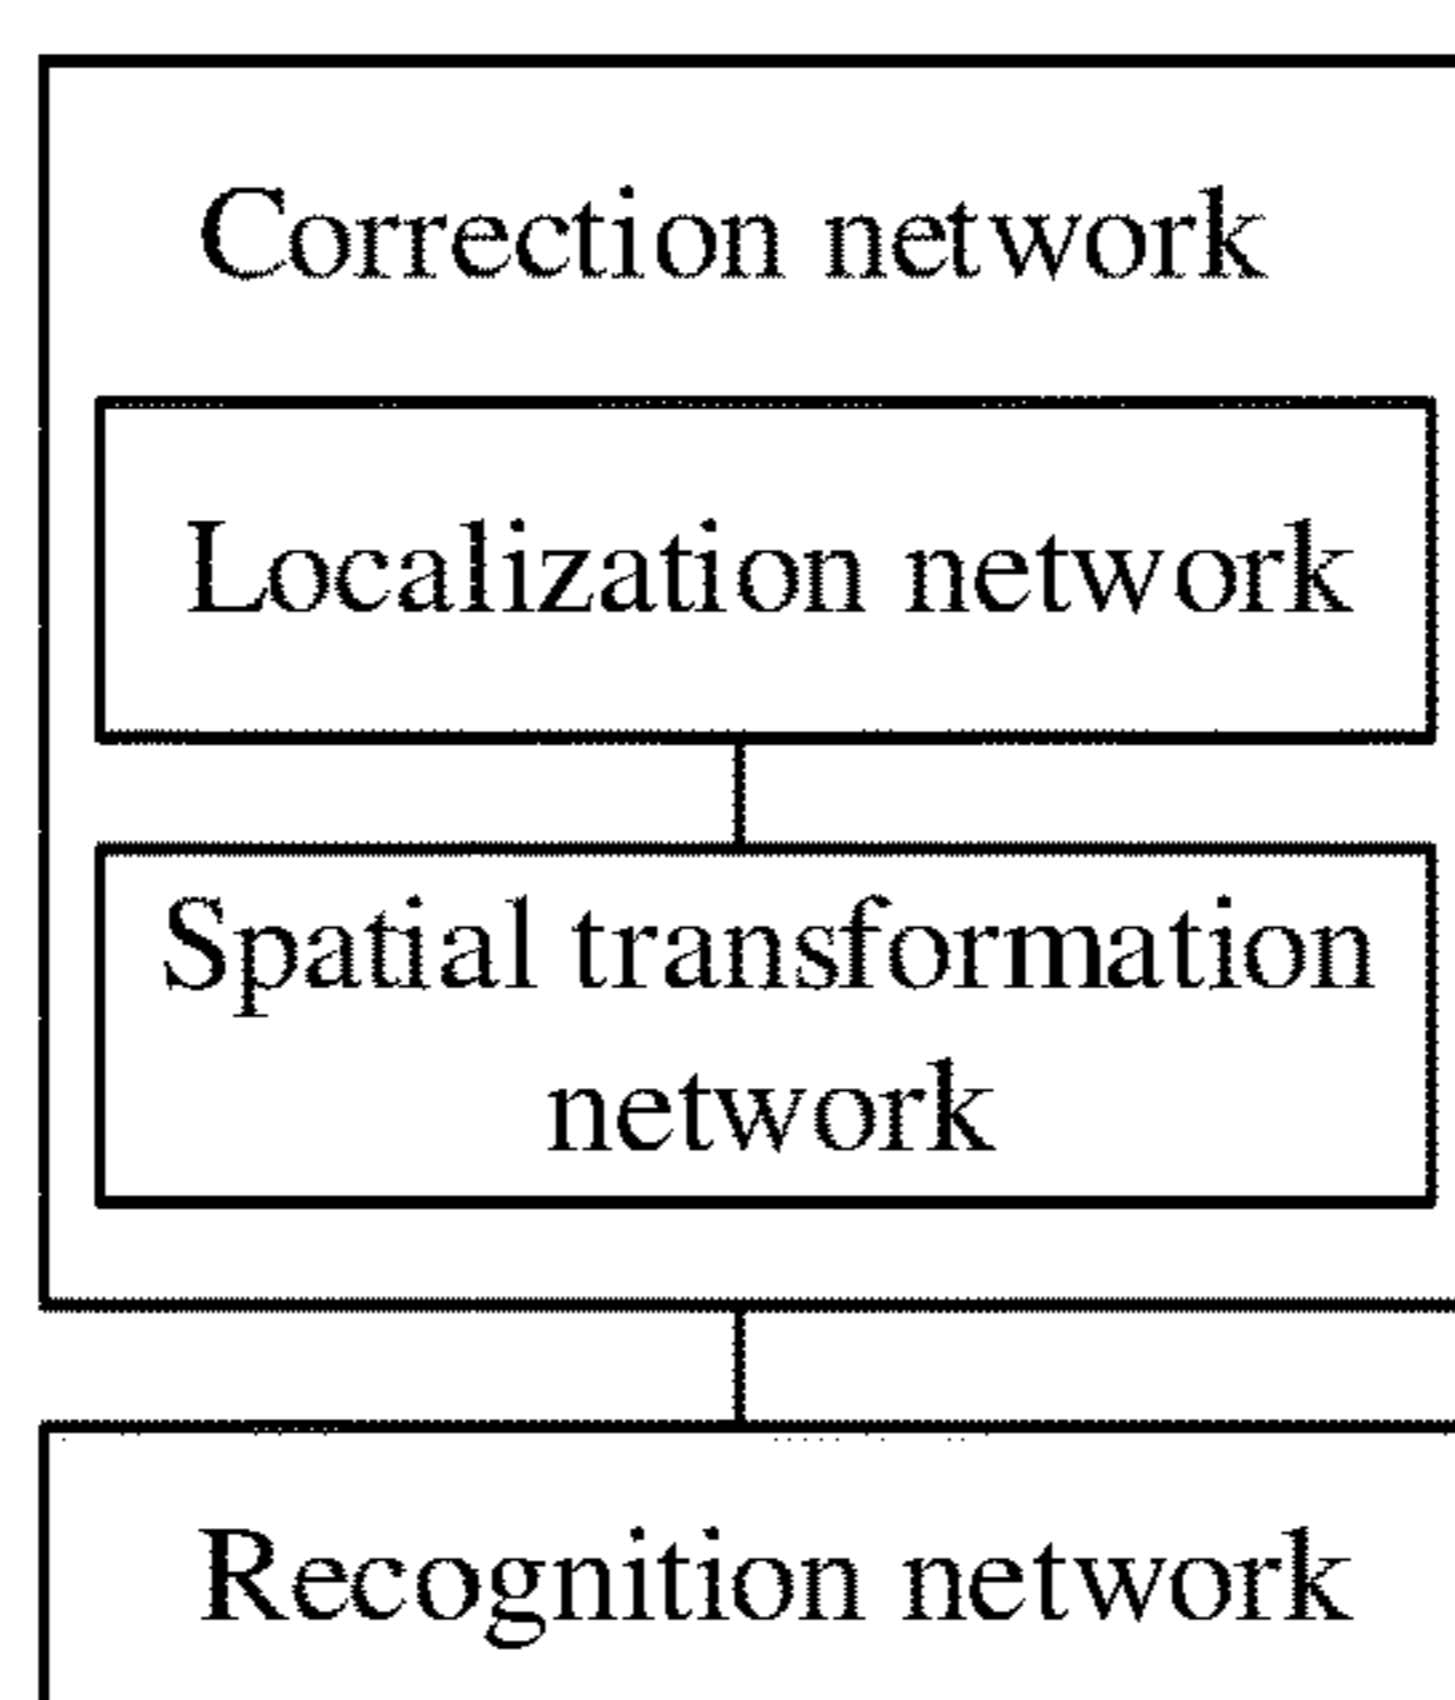 Correction network
Localization network
Spatial transformation
network
Recognition network